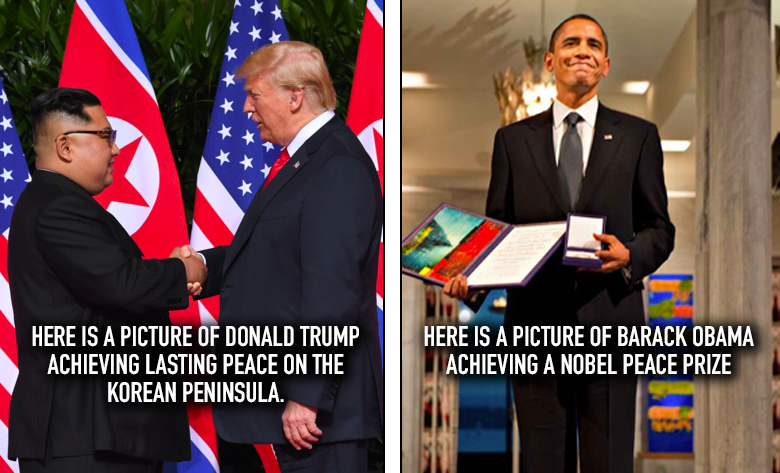 HERE IS A PICTURE OF DONALD TRUMP
ACHIEVING LASTING PEACE ON THE
KOREAN PENINSULA.
HERE IS A PICTURE OF BARACK OBAMA
ACHIEVING A NOBEL PEACE PRIZE